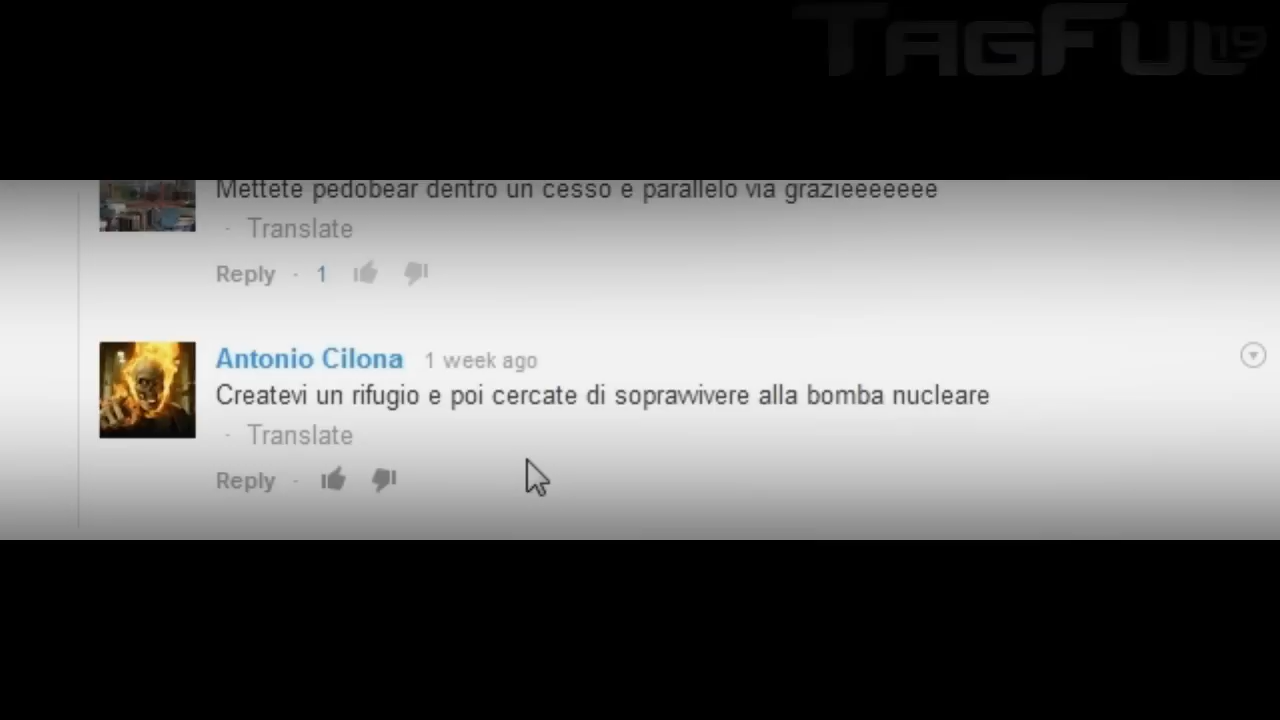 TagFul19
Mettete pedobear dentro un cesso e parallelo via grazieeeeeee
· Translate
Reply · 1
Antonio Cilona 1 week ago
Createvi un rifugio e poi cercate di sopravvivere alla bomba nucleare
· Translate
Reply ·